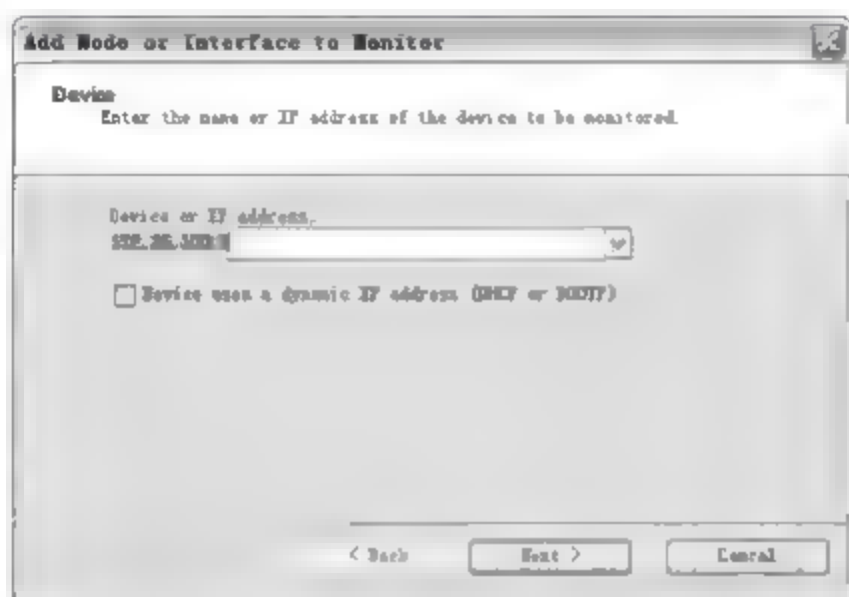 Add Node or Interface to Monitor
Device
Enter the name or IP address of the device to be monitored.
Device or IP address.
Device uses a dynamic IP address (DHCP or BOOTP)
< Back
Next >
Cancel